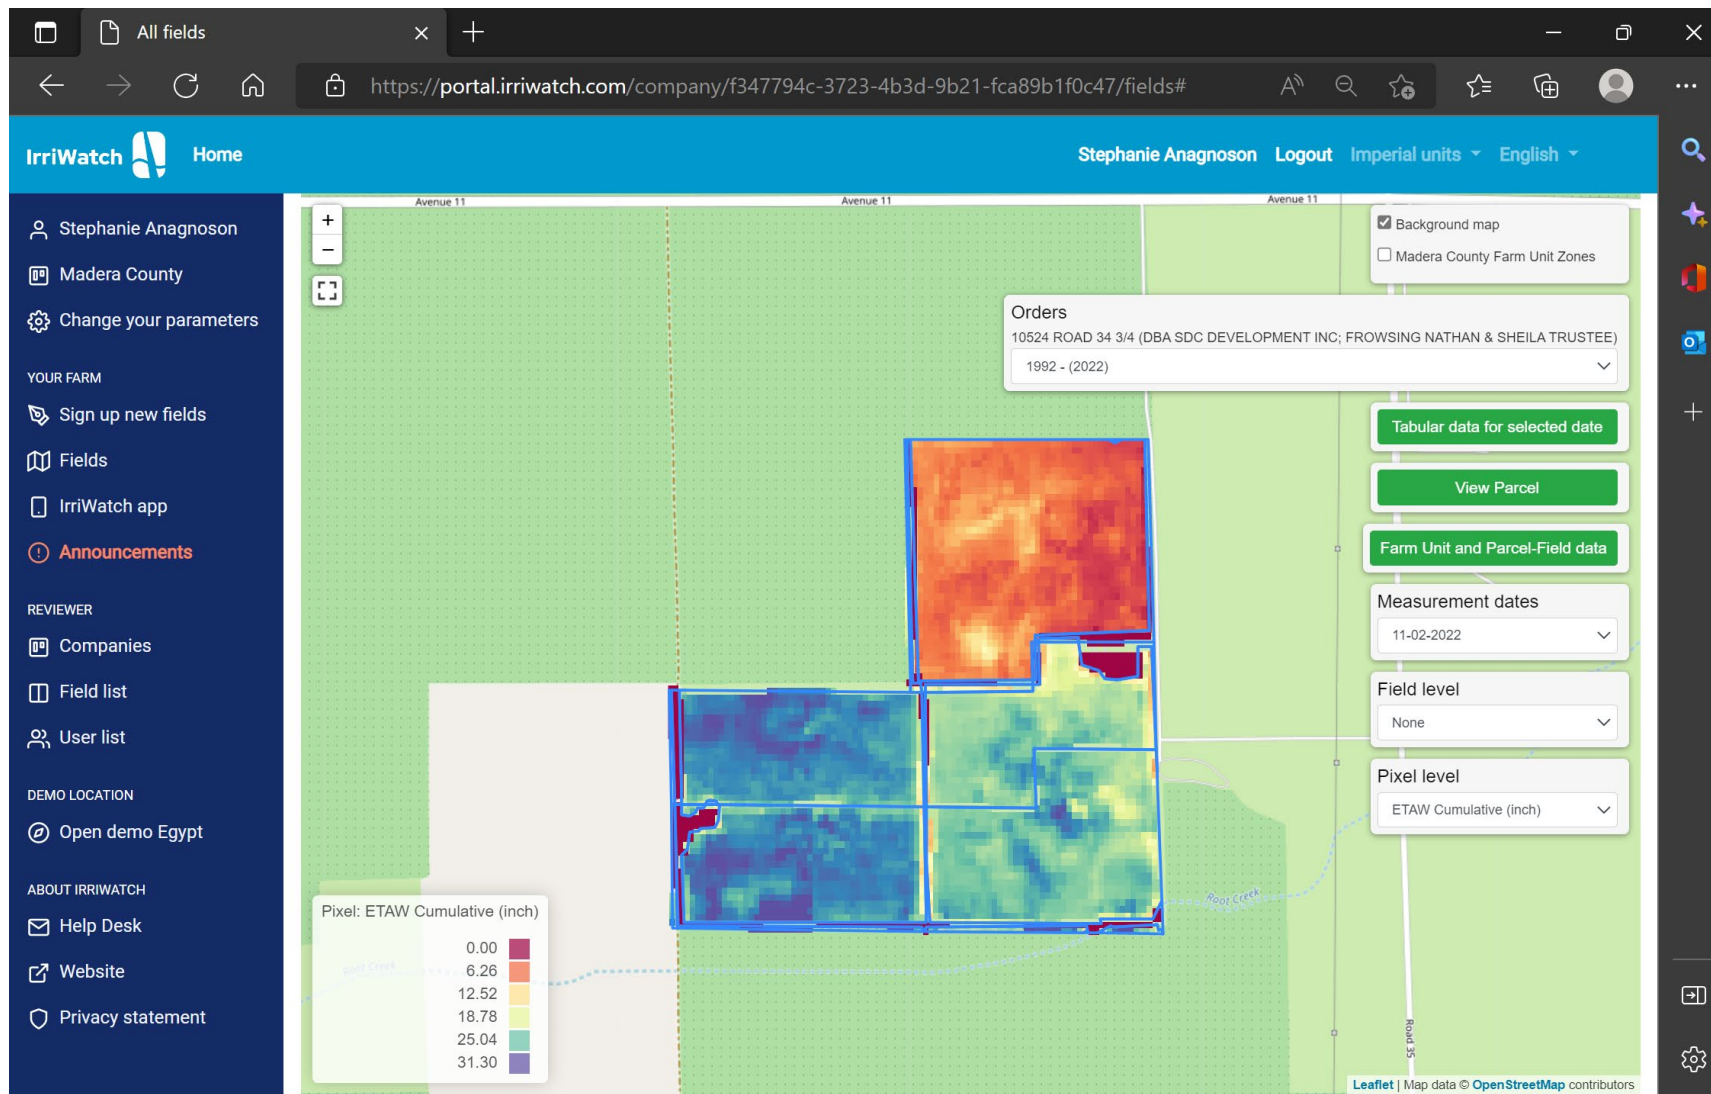 All fields
https://portal.irriwatch.com/company/f347794c-3723-4b3d-9b21-fca89b1f0c47/fields#
IrriWatch
Home
Stephanie Anagnoson
Logout
Imperial units
English
Stephanie Anagnoson
Madera County
Change your parameters
YOUR FARM
Sign up new fields
Fields
IrriWatch app
Announcements
REVIEWER
Companies
Field list
User list
DEMO LOCATION
Open demo Egypt
ABOUT IRRIWATCH
Help Desk
Website
Privacy statement
Avenue 11
Avenue 11
Avenue 11
+
−
Background map
Madera County Farm Unit Zones
Orders
10524 ROAD 34 3/4 (DBA SDC DEVELOPMENT INC; FROWSING NATHAN & SHEILA TRUSTEE)
1992 - (2022)
Tabular data for selected date
View Parcel
Farm Unit and Parcel-Field data
Measurement dates
11-02-2022
Field level
None
Pixel level
ETAW Cumulative (inch)
Root Creek
Root Creek
Road 35
Pixel: ETAW Cumulative (inch)
0.00
6.26
12.52
18.78
25.04
31.30
Leaflet | Map data © OpenStreetMap contributors